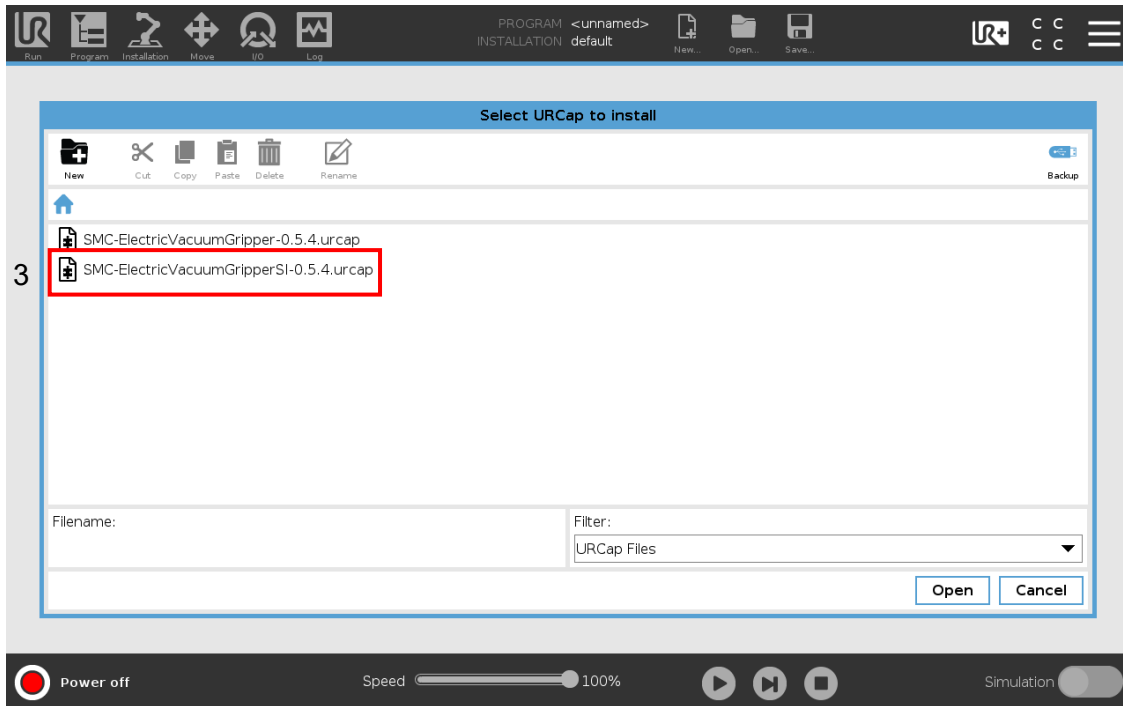 PROGRAM <unnamed>
INSTALLATION default
UR
UR+
C C
C C
Run
Program
Installation
Move
I/O
Log
New...
Open...
Save...
Select URCap to install
New
Cut
Copy
Paste
Delete
Rename
Backup
SMC-ElectricVacuumGripper-0.5.4.urcap
3
SMC-ElectricVacuumGripperSI-0.5.4.urcap
Filename:
Filter:
URCap Files
Open
Cancel
Power off
Speed
100%
Simulation